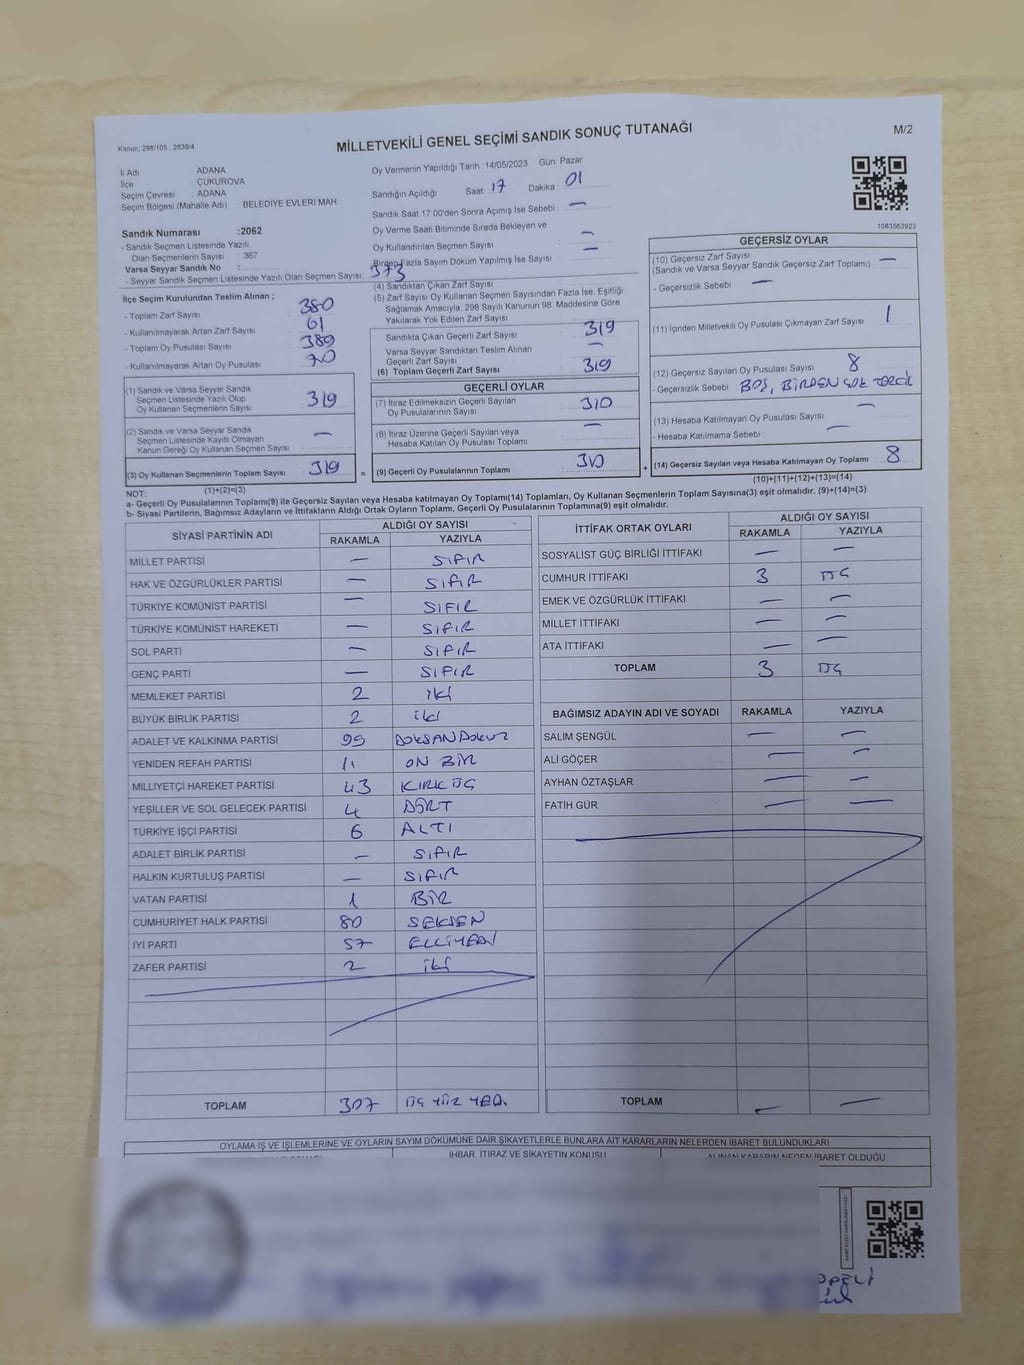 Kanun: 298/105 , 2839/4
MİLLETVEKİLİ GENEL SEÇİMİ SANDIK SONUÇ TUTANAĞI
M/2
İl Adı : ADANA
İlçe : ÇUKUROVA
Seçim Çevresi : ADANA
Seçim Bölgesi (Mahalle Adı) BELEDİYE EVLERİ MAH
Sandık Numarası :2062
- Sandık Seçmen Listesinde Yazılı
Olan Seçmenlerin Sayısı : 367
Varsa Seyyar Sandık No :
- Seyyar Sandık Seçmen Listesinde Yazılı Olan Seçmen Sayısı:
Oy Vermenin Yapıldığı Tarih :14/05/2023 Gün: Pazar
Sandığın Açıldığı Saat 17 Dakika 01
Sandık Saat 17:00'den Sonra Açımış İse Sebebi : —
Oy Verme Saati Bitiminde Sırada Bekleyen ve
Oy Kullandırılan Seçmen Sayısı —
Birden Fazla Sayım Döküm Yapılmış İse Sayısı : —
373
1083563923
İlçe Seçim Kurulundan Teslim Alınan ;
- Toplam Zarf Sayısı : 380
- Kullanılmayarak Artan Zarf Sayısı : 61
- Toplam Oy Pusulası Sayısı : 389
- Kullanılmayarak Artan Oy Pusulası : 70
(1) Sandık ve Varsa Seyyar Sandık
Seçmen Listesinde Yazılı Olup
Oy Kullanan Seçmenlerin Sayısı : 319
(2) Sandık ve Varsa Seyyar Sandık
Seçmen Listesinde Kayıtlı Olmayan
Kanun Gereği Oy Kullanan Seçmen Sayısı : —
(3) Oy Kullanan Seçmenlerin Toplam Sayısı : 319
(1)+(2)=(3)
(4) Sandıktan Çıkan Zarf Sayısı :
(5) Zarf Sayısı Oy Kullanan Seçmen Sayısından Fazla İse, Eşitliği
Sağlamak Amacıyla, 298 Sayılı Kanunun 98. Maddesine Göre
Yakılarak Yok Edilen Zarf Sayısı :
Sandıkta Çıkan Geçerli Zarf Sayısı : 319
Varsa Seyyar Sandıktan Teslim Alınan
Geçerli Zarf Sayısı : —
(6) Toplam Geçerli Zarf Sayısı : 319
GEÇERLİ OYLAR
(7) İtiraz Edilmeksizin Geçerli Sayılan
Oy Pusulalarının Sayısı : 310
(8) İtiraz Üzerine Geçerli Sayılan veya
Hesaba Katılan Oy Pusulası Toplamı : —
= (9) Geçerli Oy Pusulalarının Toplamı : 310
GEÇERSİZ OYLAR
(10) Geçersiz Zarf Sayısı
(Sandık ve Varsa Seyyar Sandık Geçersiz Zarf Toplamı) : —
- Geçersizlik Sebebi : —
(11) İçinden Milletvekili Oy Pusulası Çıkmayan Zarf Sayısı : 1
(12) Geçersiz Sayılan Oy Pusulası Sayısı : 8
- Geçersizlik Sebebi : BOŞ, BİRDEN ÇOK TERCİH
(13) Hesaba Katılmayan Oy Pusulası Sayısı : —
- Hesaba Katılmama Sebebi : —
+ (14) Geçersiz Sayılan veya Hesaba Katılmayan Oy Toplamı : 8
(10)+(11)+(12)+(13)=(14)
NOT:
a- Geçerli Oy Pusulalarının Toplamı(9) ile Geçersiz Sayılan veya Hesaba katılmayan Oy Toplamı(14) Toplamları, Oy Kullanan Seçmenlerin Toplam Sayısına(3) eşit olmalıdır. (9)+(14)=(3)
b- Siyasi Partilerin, Bağımsız Adayların ve İttifakların Aldığı Ortak Oyların Toplamı, Geçerli Oy Pusulalarının Toplamına(9) eşit olmalıdır.
SİYASİ PARTİNİN ADI ALDIĞI OY SAYISI
RAKAMLA YAZIYLA
MİLLET PARTİSİ — SIFIR
HAK VE ÖZGÜRLÜKLER PARTİSİ — SIFIR
TÜRKİYE KOMÜNİST PARTİSİ — SIFIR
TÜRKİYE KOMÜNİST HAREKETİ — SIFIR
SOL PARTİ — SIFIR
GENÇ PARTİ — SIFIR
MEMLEKET PARTİSİ 2 iki
BÜYÜK BİRLİK PARTİSİ 2 iki
ADALET VE KALKINMA PARTİSİ 99 DOKSAN DOKUZ
YENİDEN REFAH PARTİSİ 11 ON BİR
MİLLİYETÇİ HAREKET PARTİSİ 43 KIRK ÜÇ
YEŞİLLER VE SOL GELECEK PARTİSİ 4 DÖRT
TÜRKİYE İŞÇİ PARTİSİ 6 ALTI
ADALET BİRLİK PARTİSİ — SIFIR
HALKIN KURTULUŞ PARTİSİ — SIFIR
VATAN PARTİSİ 1 BİR
CUMHURİYET HALK PARTİSİ 80 SEKSEN
İYİ PARTİ 57 ELLİ YEDİ
ZAFER PARTİSİ 2 iki
TOPLAM 307 ÜÇ YÜZ YED.
İTTİFAK ORTAK OYLARI ALDIĞI OY SAYISI
RAKAMLA YAZIYLA
SOSYALİST GÜÇ BİRLİĞİ İTTİFAKI — —
CUMHUR İTTİFAKI 3 ÜÇ
EMEK VE ÖZGÜRLÜK İTTİFAKI — —
MİLLET İTTİFAKI — —
ATA İTTİFAKI — —
TOPLAM 3 ÜÇ
BAĞIMSIZ ADAYIN ADI VE SOYADI RAKAMLA YAZIYLA
SALİM ŞENGÜL — —
ALİ GÖÇER — —
AYHAN ÖZTAŞLAR — —
FATİH GÜR — —
TOPLAM — —
OYLAMA İŞ VE İŞLEMLERİNE VE OYLARIN SAYIM DÖKÜMÜNE DAİR ŞİKAYETLERLE BUNLARA AİT KARARLARIN NELERDEN İBARET BULUNDUKLARI
İHBAR, İTİRAZ VE ŞİKAYETİN KONUSU
ALINAN KARARIN NEDEN İBARET OLDUĞU